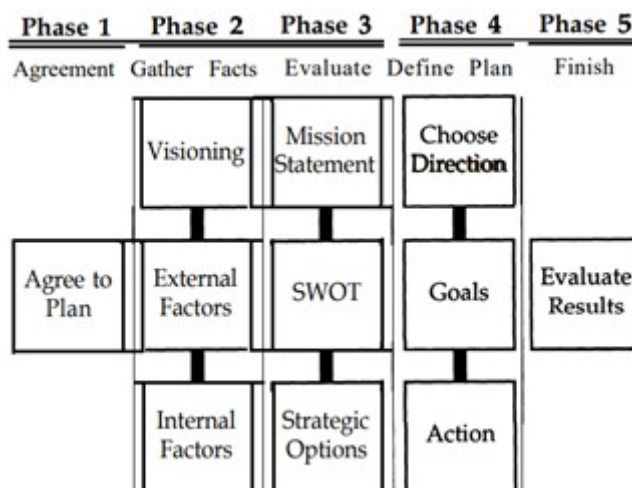 Phase 1 Phase 2 Phase 3 Phase 4 Phase 5
Agreement Gather Facts Evaluate Define Plan Finish
Visioning
Mission
Statement
Choose
Direction
Agree to
Plan
External
Factors
SWOT
Goals
Evaluate
Results
Internal
Factors
Strategic
Options
Action